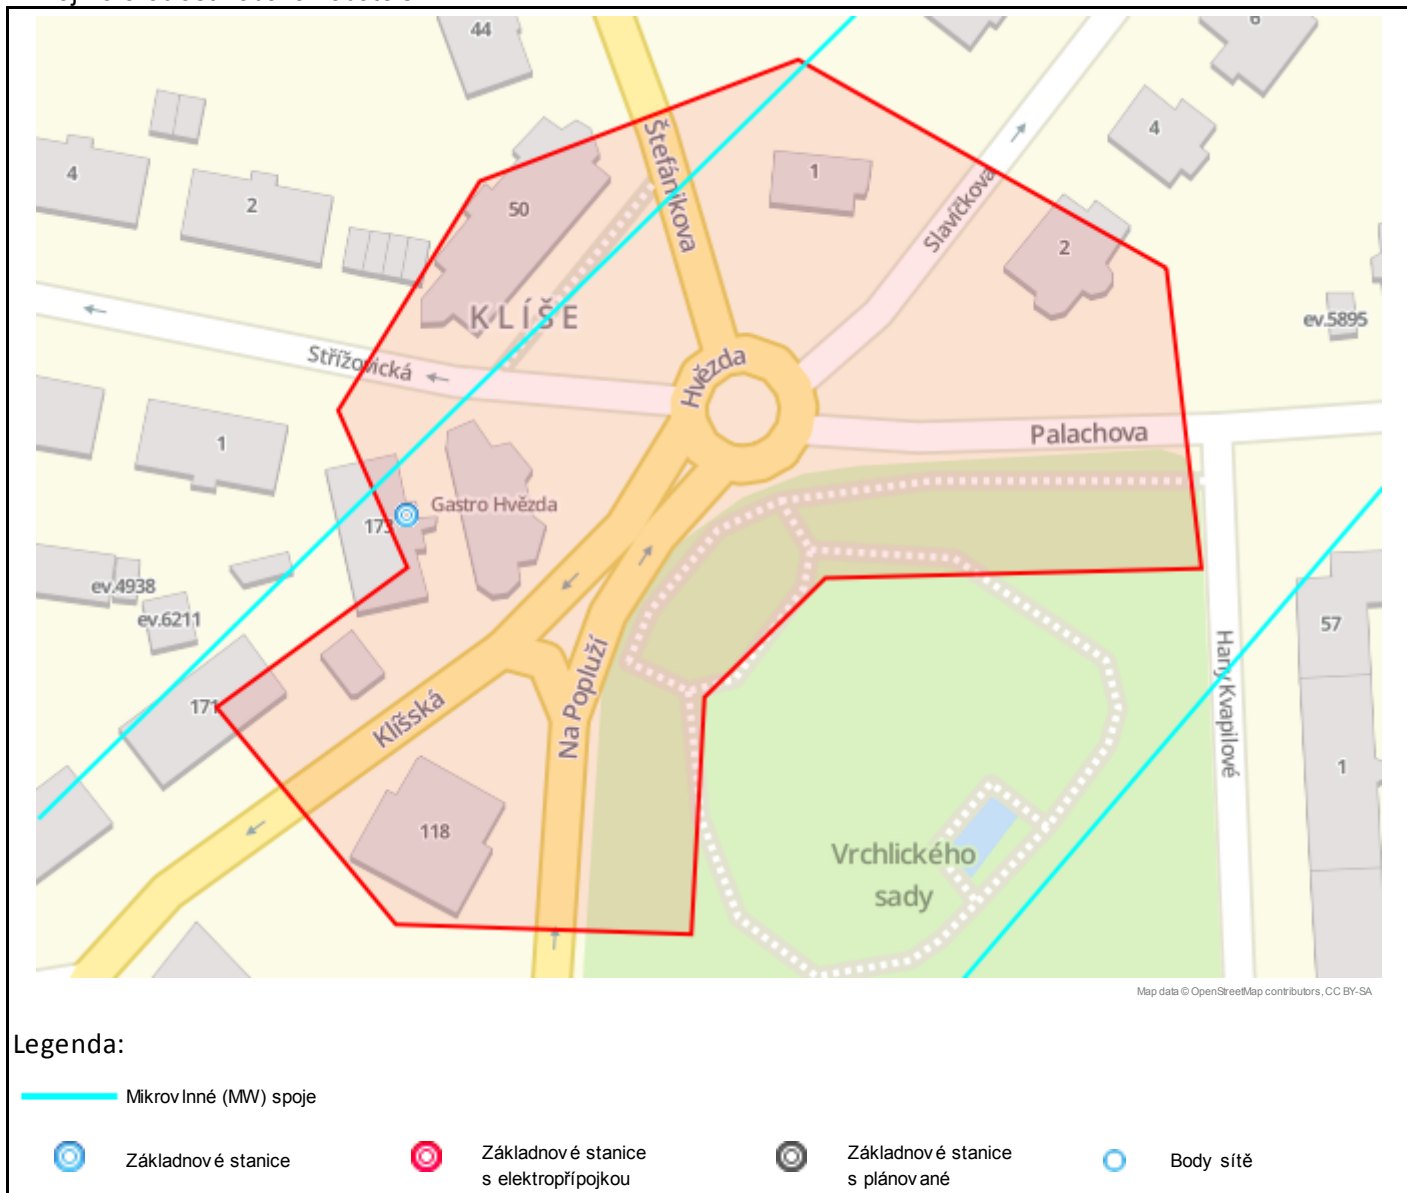 44
6
4
4
2
50
1
2
Štefánikova
Slavíčkova
KLÍŠE
ev.5895
Střížovická
Hvězda
Palachova
1
Gastro Hvězda
173
ev.4938
ev.6211
57
171
Klíšská
Na Popluží
Hany Kvapilové
1
118
Vrchlického
sady
Map data © OpenStreetMap contributors, CC BY-SA
Legenda:
Mikrovlnné (MW) spoje
Základnové stanice
Základnové stanice
s elektropřípojkou
Základnové stanice
s plánované
Body sítě